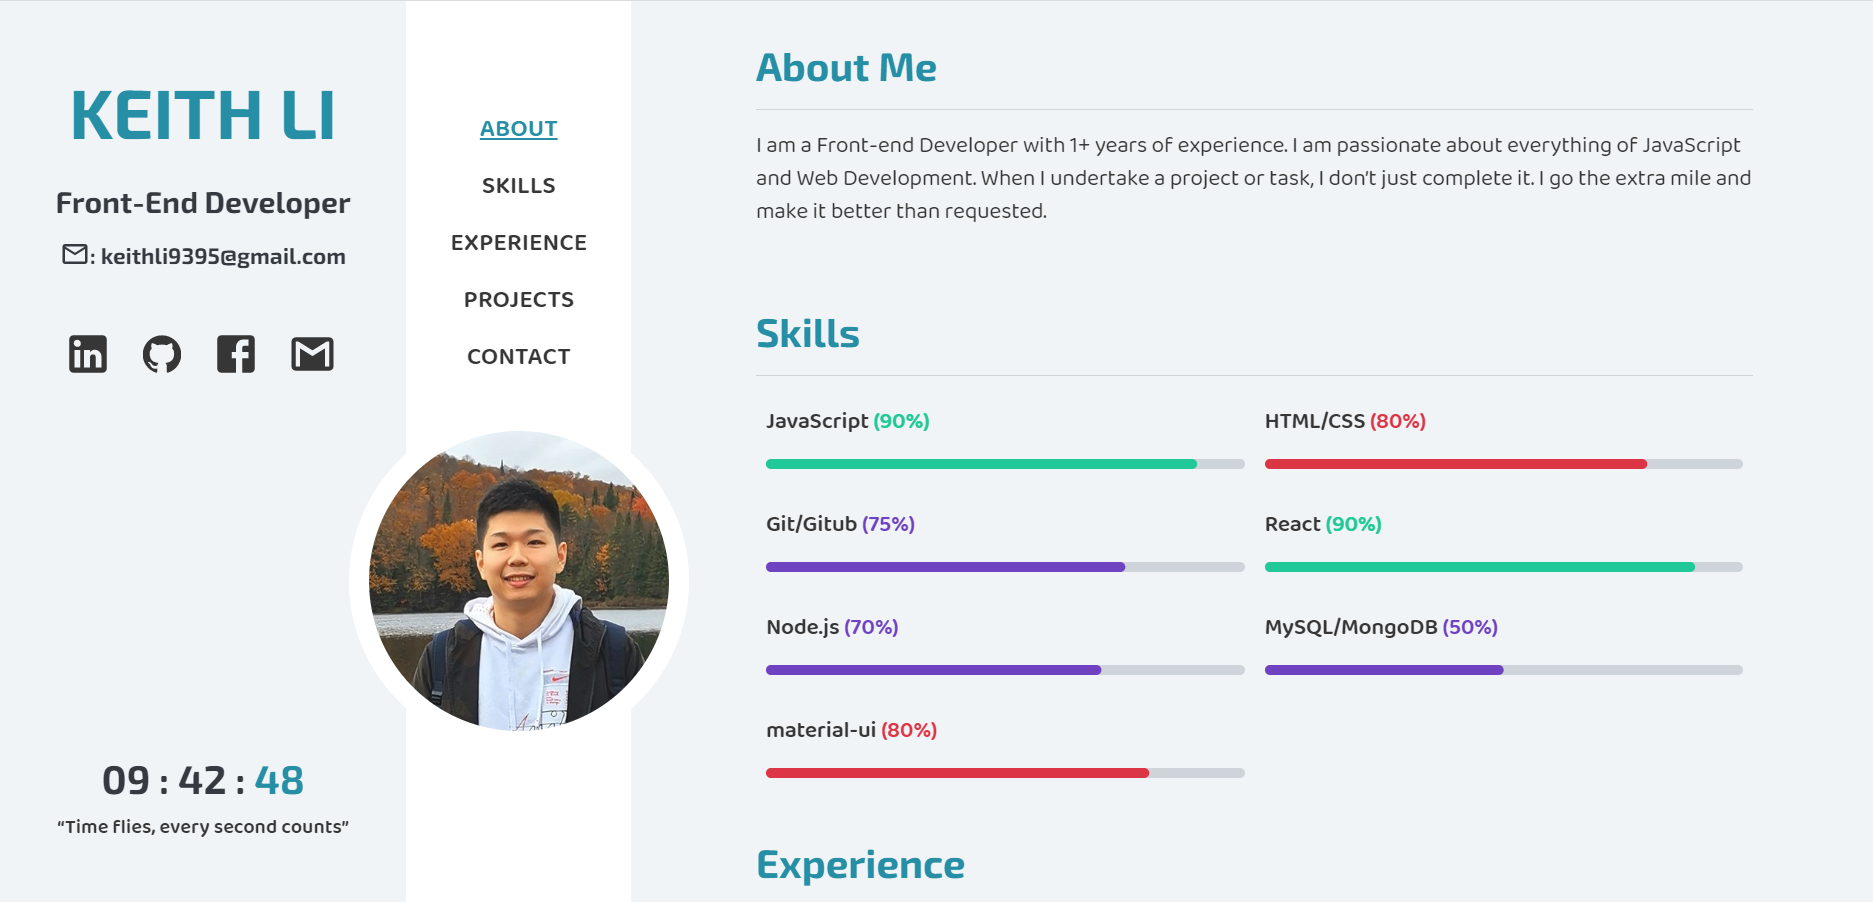 KEITH LI
Front-End Developer
: keithli9395@gmail.com
09 : 42 : 48
“Time flies, every second counts”
ABOUT
SKILLS
EXPERIENCE
PROJECTS
CONTACT
About Me
I am a Front-end Developer with 1+ years of experience. I am passionate about everything of JavaScript
and Web Development. When I undertake a project or task, I don’t just complete it. I go the extra mile and
make it better than requested.
Skills
JavaScript (90%)
HTML/CSS (80%)
Git/Gitub (75%)
React (90%)
Node.js (70%)
MySQL/MongoDB (50%)
material-ui (80%)
Experience